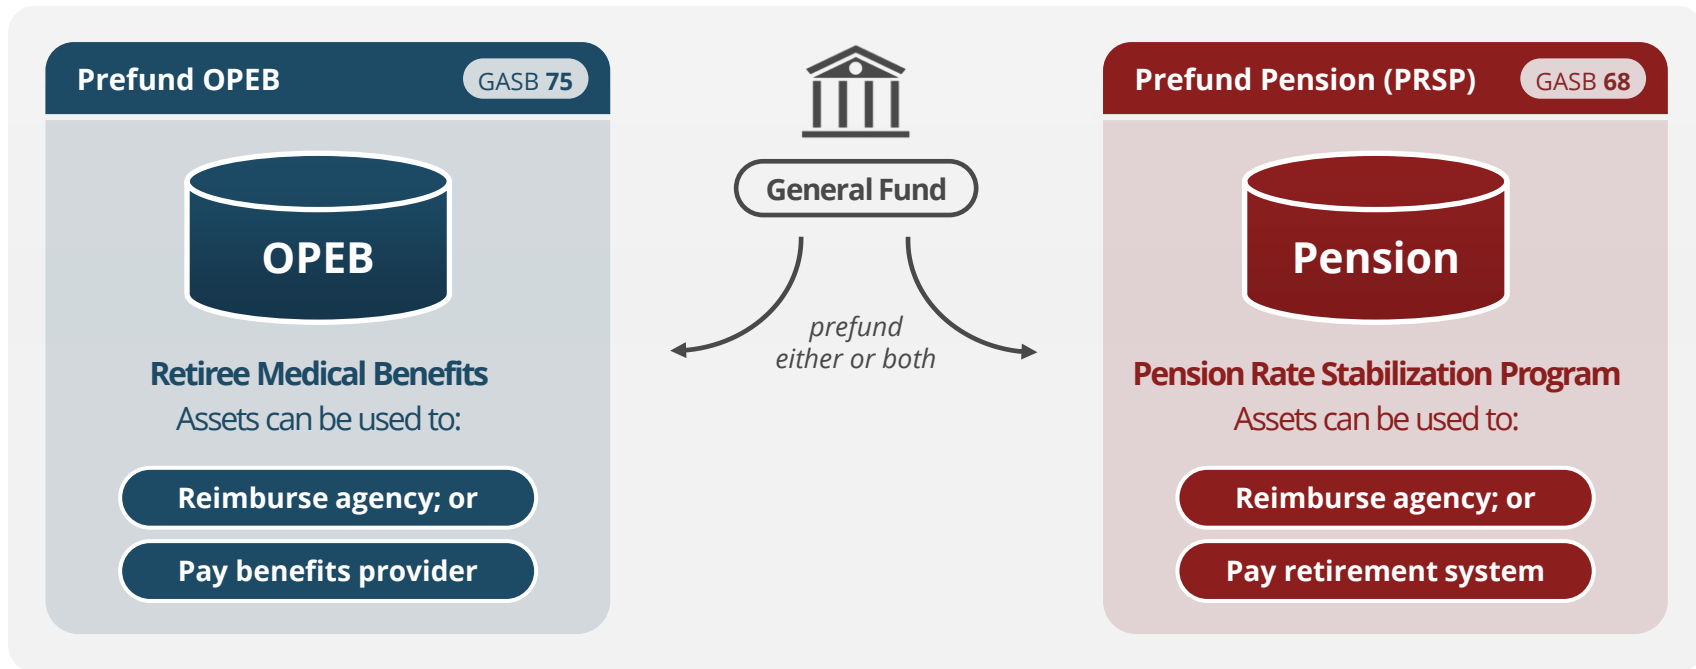 Prefund OPEB
GASB 75
OPEB
Retiree Medical Benefits
Assets can be used to:
Reimburse agency; or
Pay benefits provider
General Fund
prefund
either or both
Prefund Pension (PRSP)
GASB 68
Pension
Pension Rate Stabilization Program
Assets can be used to:
Reimburse agency; or
Pay retirement system